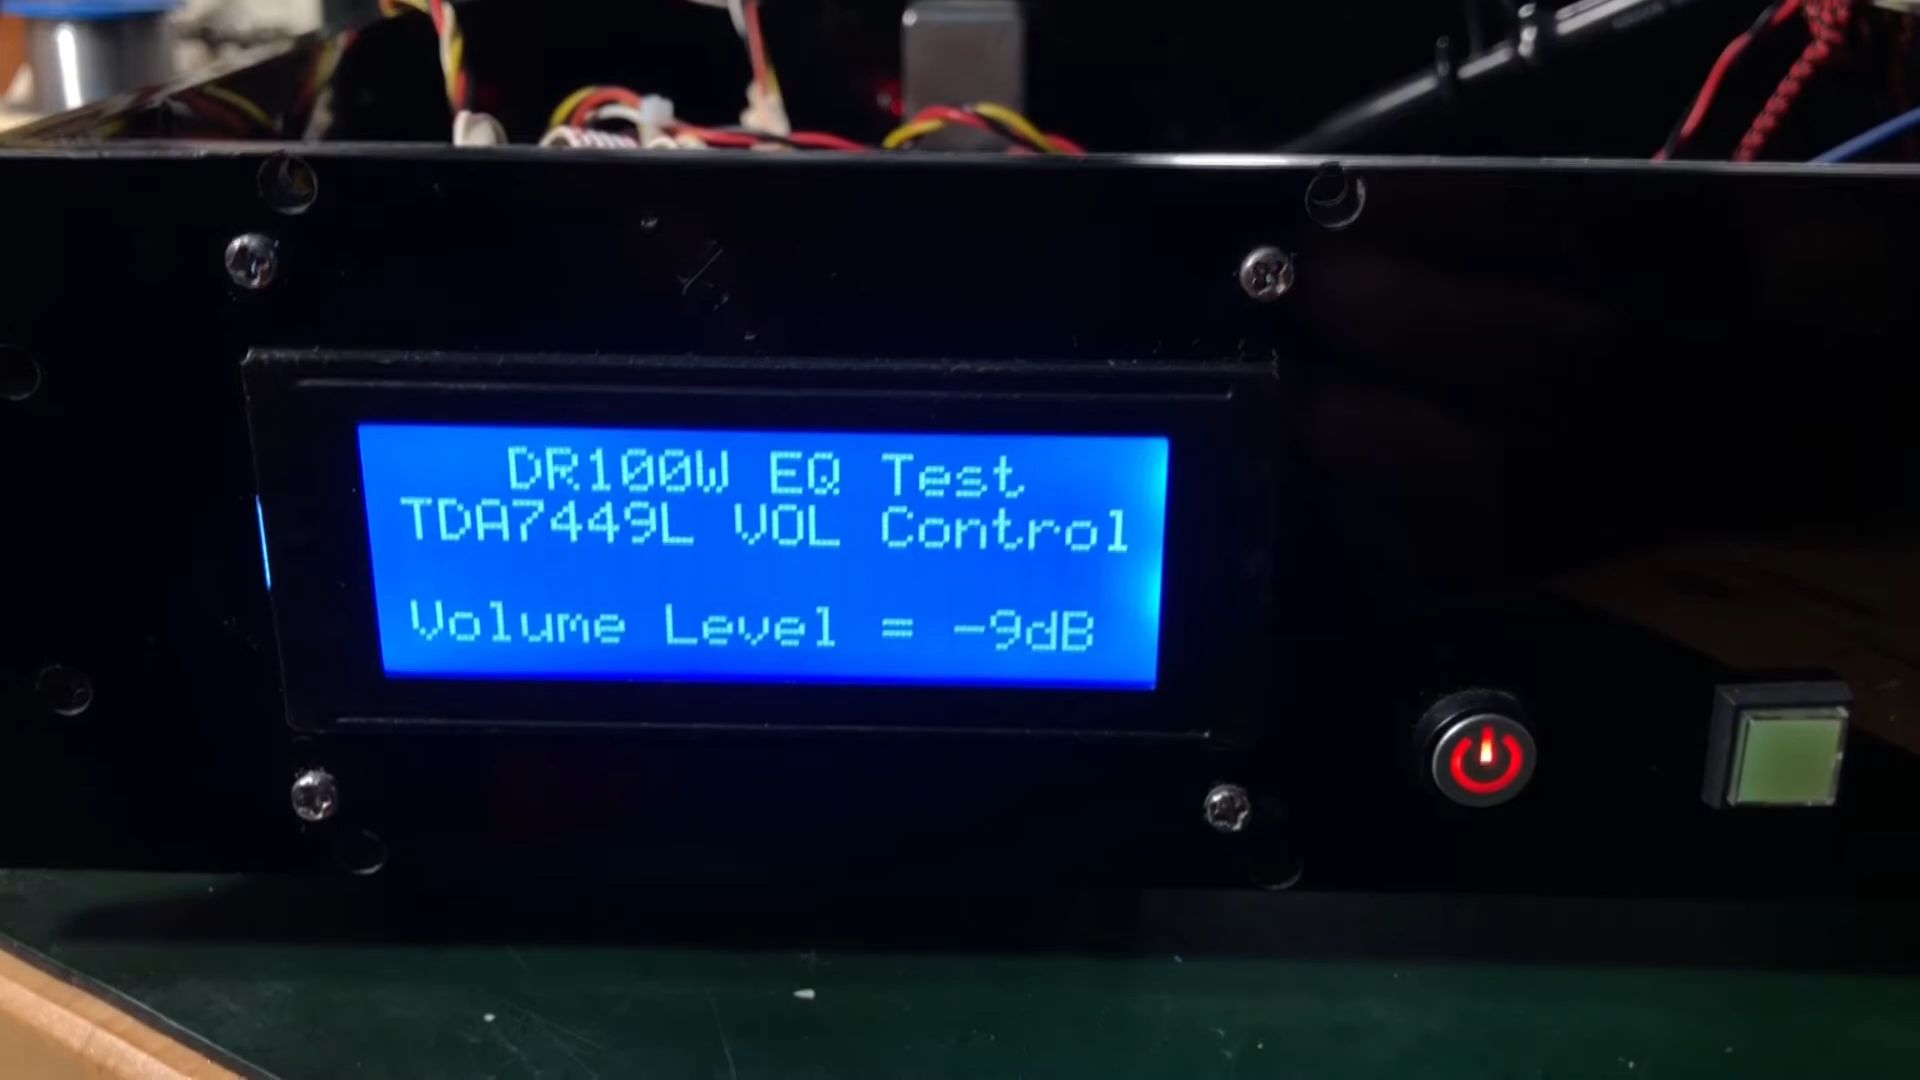 DR100W EQ Test
TDA7449L VOL Control
Volume Level = -9dB